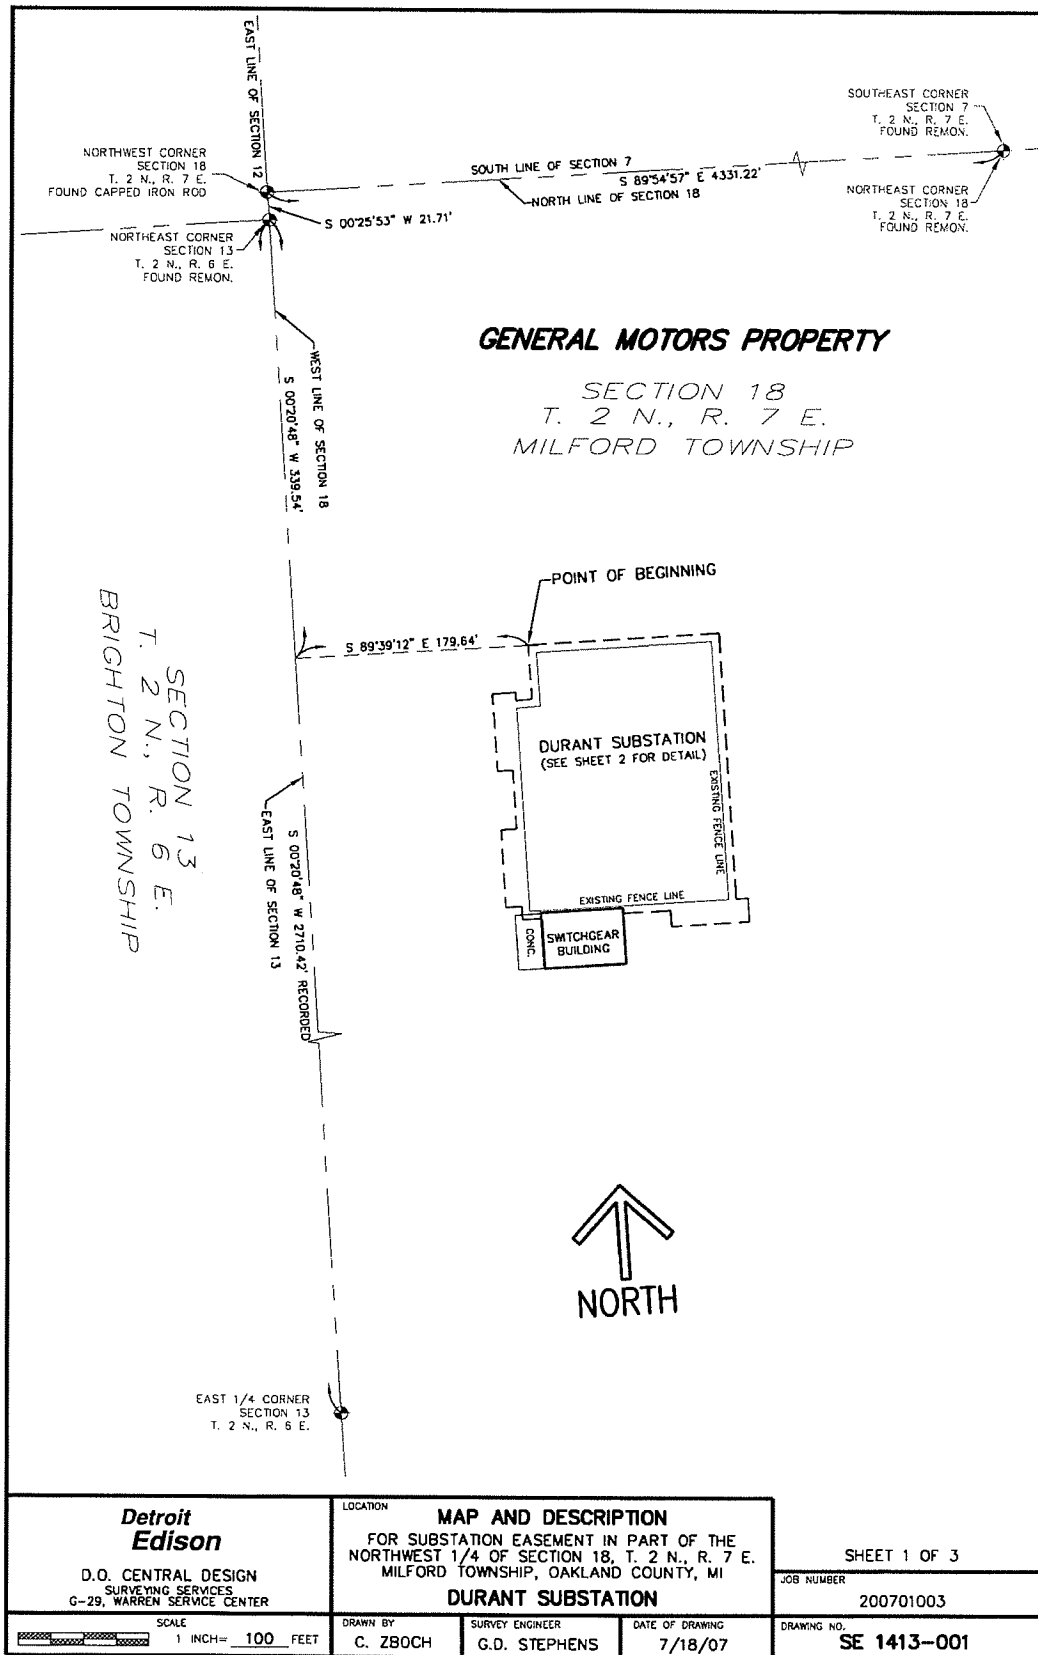 EAST LINE OF SECTION 12
SOUTHEAST CORNER
SECTION 7
T. 2 N., R. 7 E.
FOUND REMON.
NORTHWEST CORNER
SECTION 18
T. 2 N., R. 7 E.
FOUND CAPPED IRON ROD
SOUTH LINE OF SECTION 7
S 89°54'57" E 4331.22'
NORTH LINE OF SECTION 18
NORTHEAST CORNER
SECTION 18
T. 2 N., R. 7 E.
FOUND REMON.
S 00°25'53" W 21.71'
NORTHEAST CORNER
SECTION 13
T. 2 N., R. 6 E.
FOUND REMON.
GENERAL MOTORS PROPERTY
SECTION 18
T. 2 N., R. 7 E.
MILFORD TOWNSHIP
WEST LINE OF SECTION 18
S 00°20'48" W 339.54'
POINT OF BEGINNING
S 89°39'12" E 179.64'
SECTION 13
T. 2 N., R. 6 E.
BRIGHTON TOWNSHIP
DURANT SUBSTATION
(SEE SHEET 2 FOR DETAIL)
EXISTING FENCE LINE
EXISTING FENCE LINE
CONC.
SWITCHGEAR
BUILDING
S 00°20'48" W 2710.42' RECORDED
EAST LINE OF SECTION 13
NORTH
EAST 1/4 CORNER
SECTION 13
T. 2 N., R. 6 E.
Detroit
Edison
D.O. CENTRAL DESIGN
SURVEYING SERVICES
G-29, WARREN SERVICE CENTER
SCALE
1 INCH= 100 FEET
LOCATION
MAP AND DESCRIPTION
FOR SUBSTATION EASEMENT IN PART OF THE
NORTHWEST 1/4 OF SECTION 18, T. 2 N., R. 7 E.
MILFORD TOWNSHIP, OAKLAND COUNTY, MI
DURANT SUBSTATION
DRAWN BY
C. ZBOCH
SURVEY ENGINEER
G.D. STEPHENS
DATE OF DRAWING
7/18/07
SHEET 1 OF 3
JOB NUMBER
200701003
DRAWING NO.
SE 1413-001